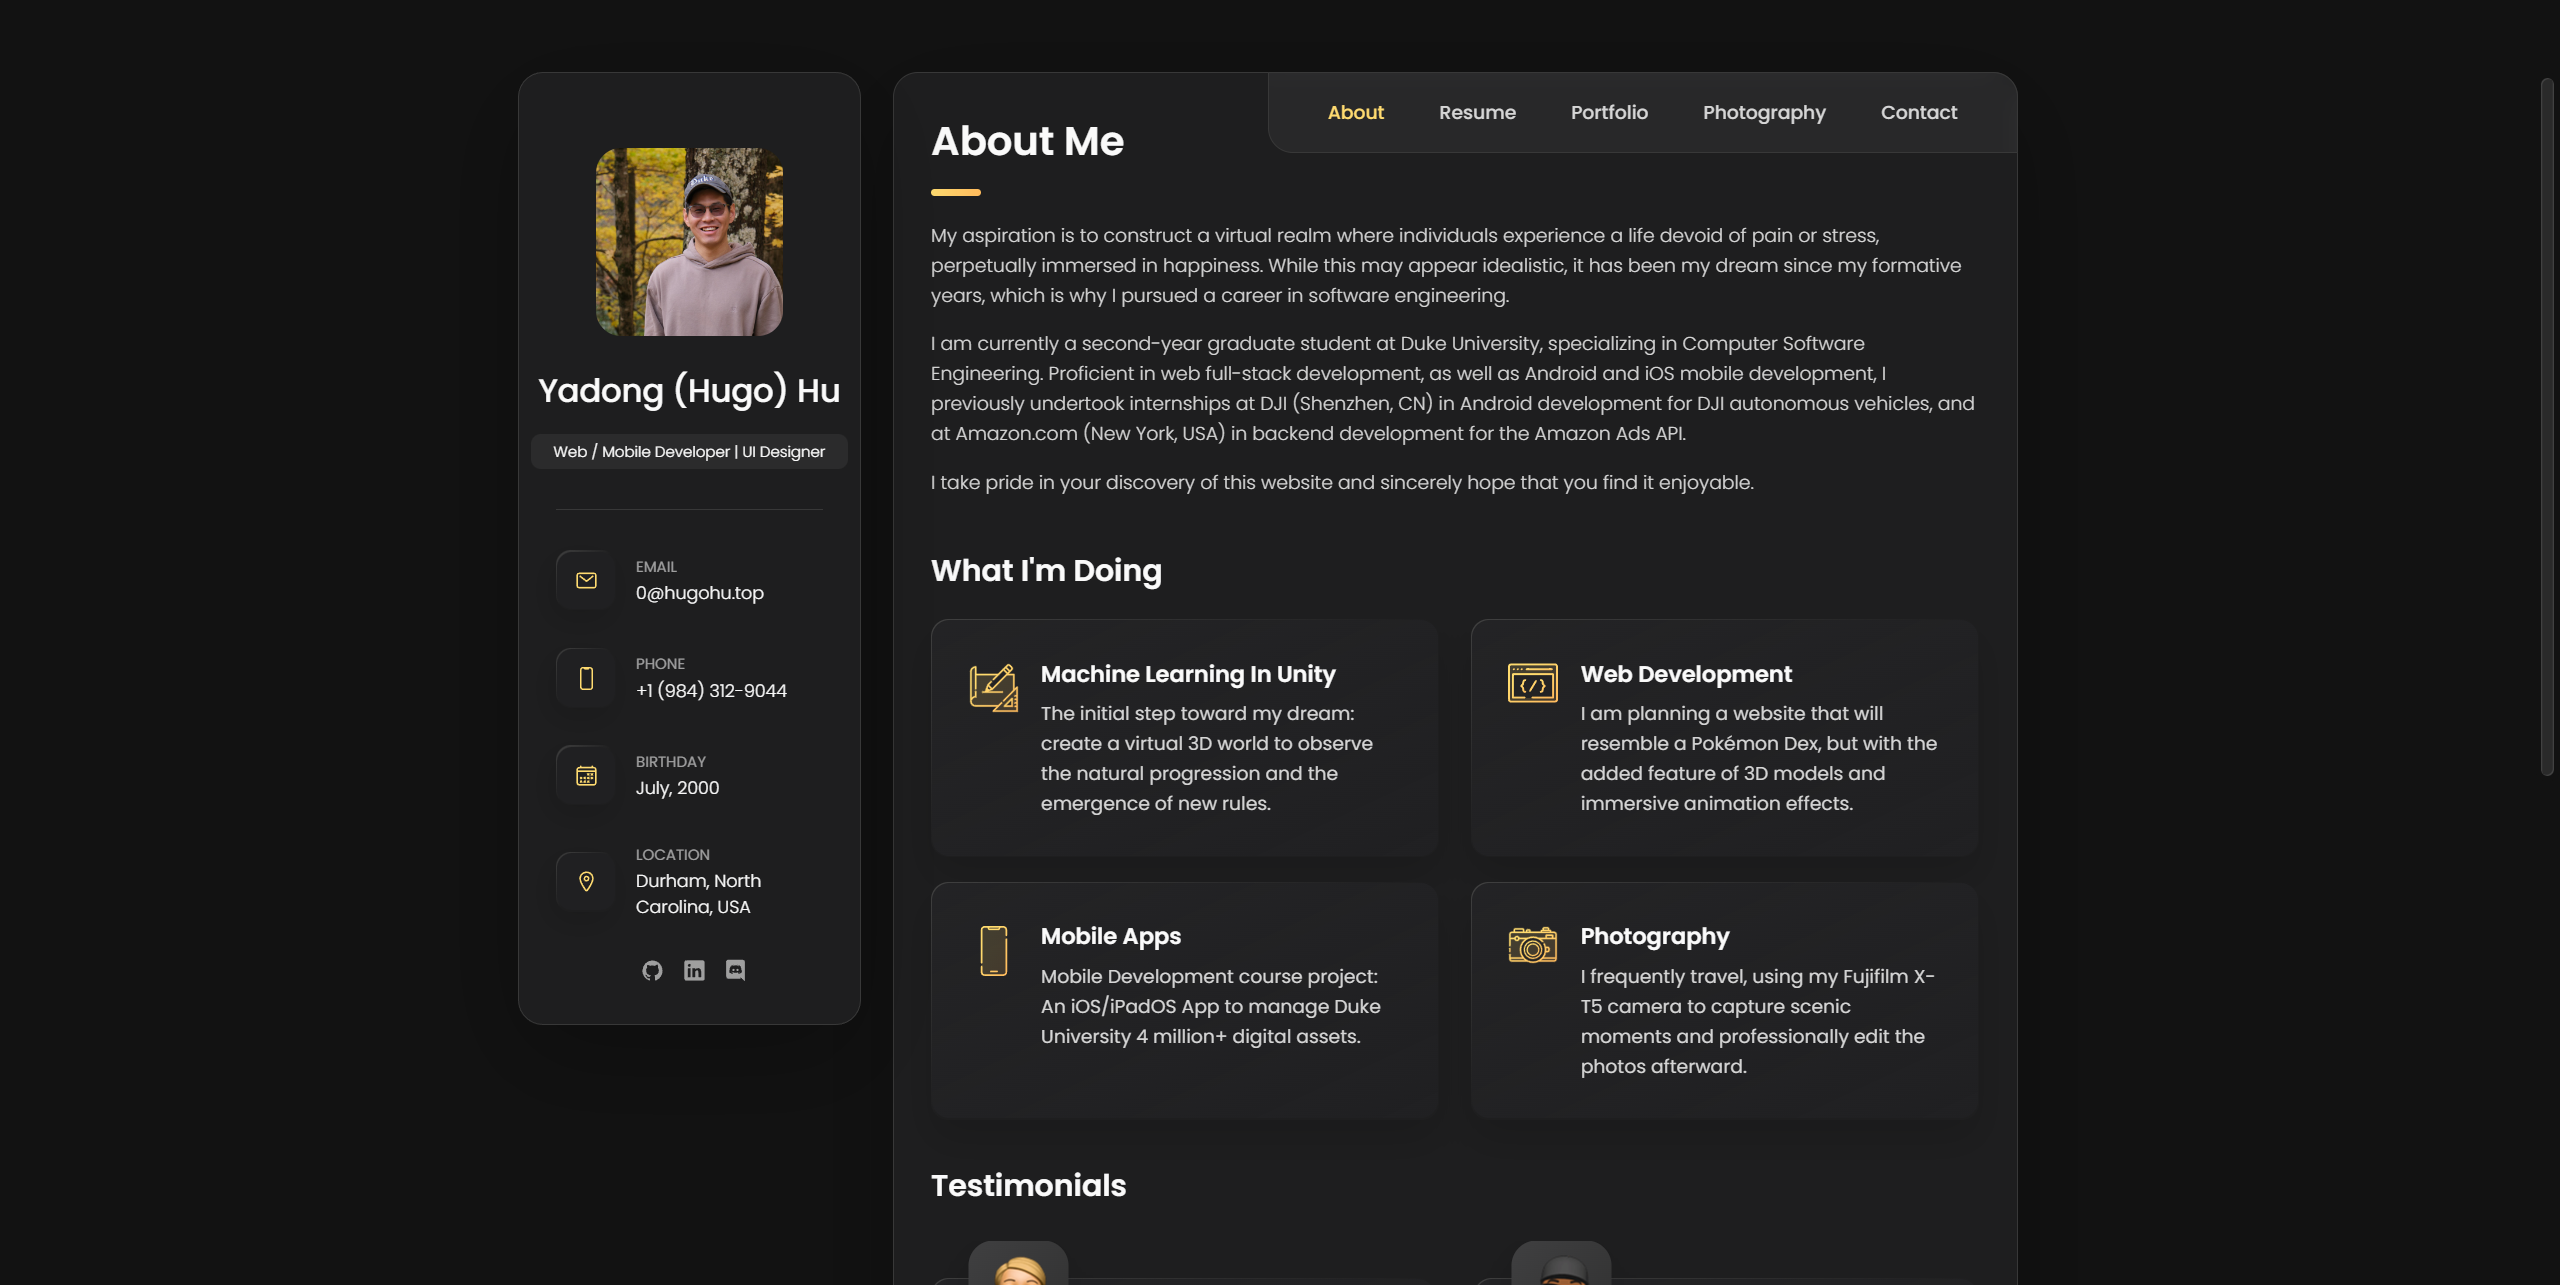 Duke
Yadong (Hugo) Hu
Web / Mobile Developer | UI Designer
EMAIL
0@hugohu.top
PHONE
+1 (984) 312-9044
BIRTHDAY
July, 2000
LOCATION
Durham, North
Carolina, USA
About
Resume
Portfolio
Photography
Contact
About Me
My aspiration is to construct a virtual realm where individuals experience a life devoid of pain or stress,
perpetually immersed in happiness. While this may appear idealistic, it has been my dream since my formative
years, which is why I pursued a career in software engineering.
I am currently a second-year graduate student at Duke University, specializing in Computer Software
Engineering. Proficient in web full-stack development, as well as Android and iOS mobile development, I
previously undertook internships at DJI (Shenzhen, CN) in Android development for DJI autonomous vehicles, and
at Amazon.com (New York, USA) in backend development for the Amazon Ads API.
I take pride in your discovery of this website and sincerely hope that you find it enjoyable.
What I'm Doing
Machine Learning In Unity
The initial step toward my dream:
create a virtual 3D world to observe
the natural progression and the
emergence of new rules.
Web Development
I am planning a website that will
resemble a Pokémon Dex, but with the
added feature of 3D models and
immersive animation effects.
Mobile Apps
Mobile Development course project:
An iOS/iPadOS App to manage Duke
University 4 million+ digital assets.
Photography
I frequently travel, using my Fujifilm X-
T5 camera to capture scenic
moments and professionally edit the
photos afterward.
Testimonials